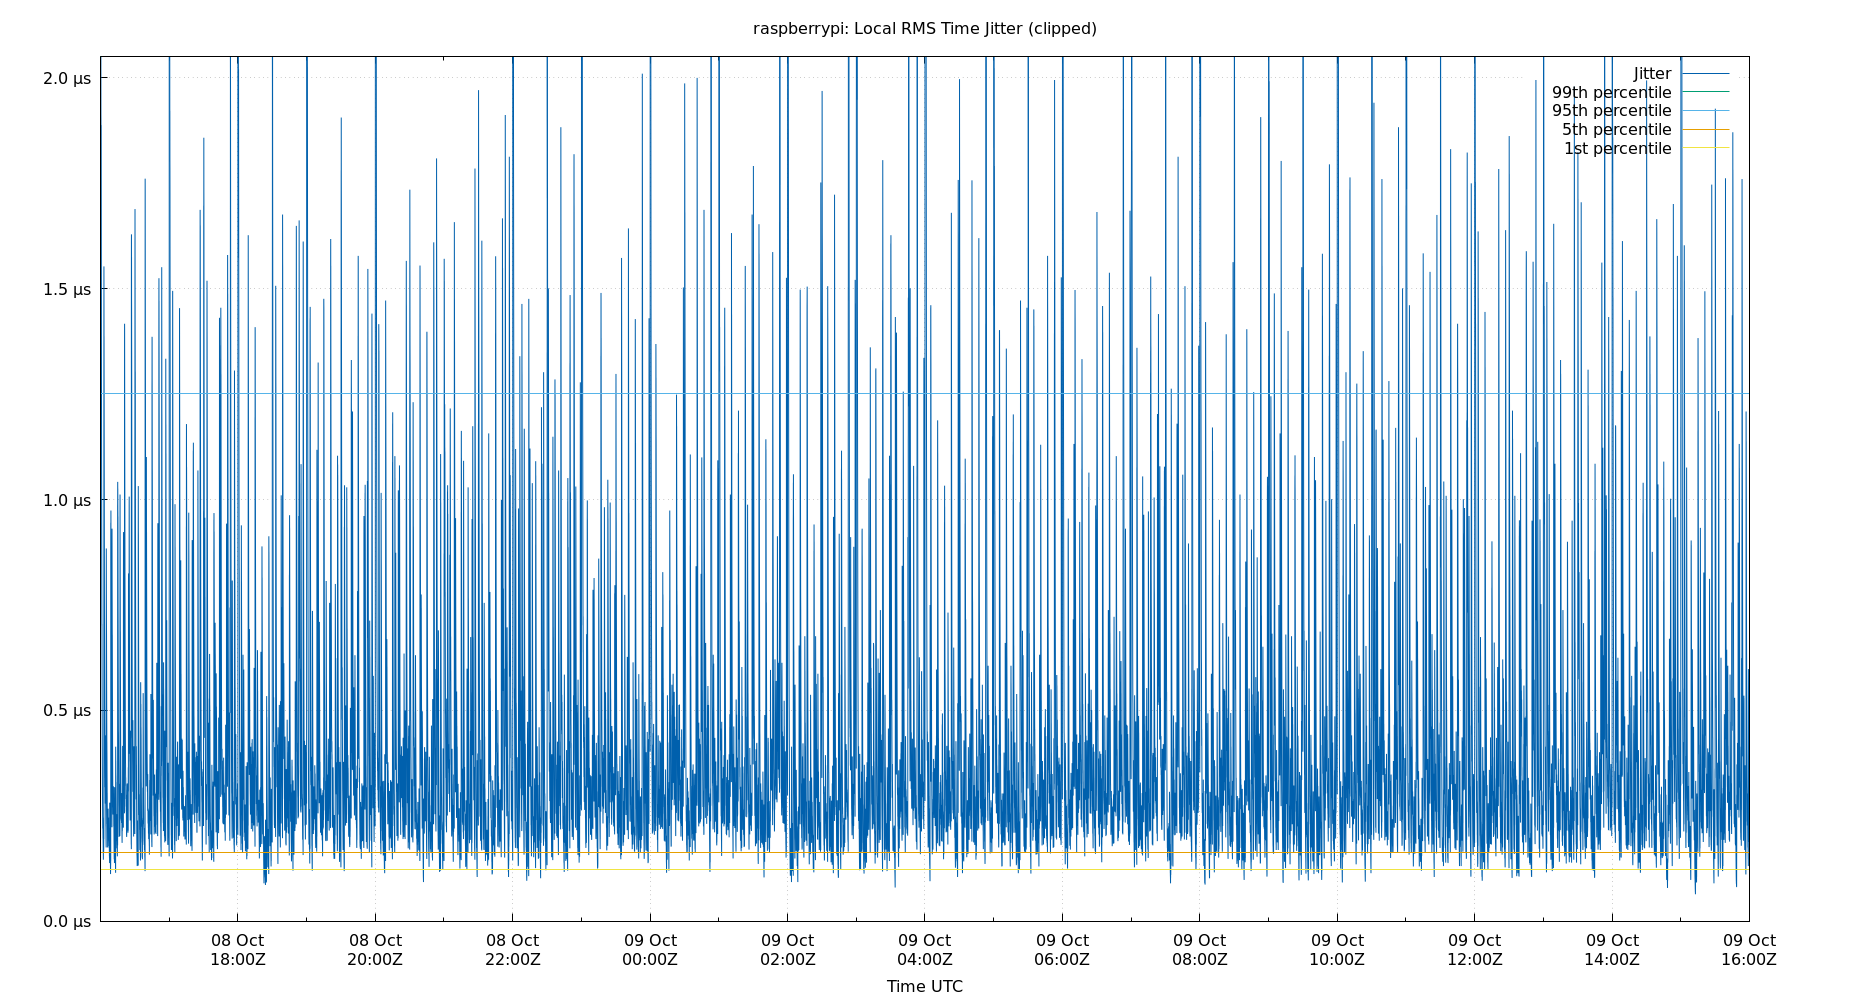 raspberrypi: Local RMS Time Jitter (clipped)
2.0 µs
1.5 µs
1.0 µs
0.5 µs
0.0 µs
Jitter
99th percentile
95th percentile
5th percentile
1st percentile
08 Oct 08 Oct 08 Oct 09 Oct 09 Oct 09 Oct 09 Oct 09 Oct 09 Oct 09 Oct 09 Oct 09 Oct
18:00Z 20:00Z 22:00Z 00:00Z 02:00Z 04:00Z 06:00Z 08:00Z 10:00Z 12:00Z 14:00Z 16:00Z
Time UTC